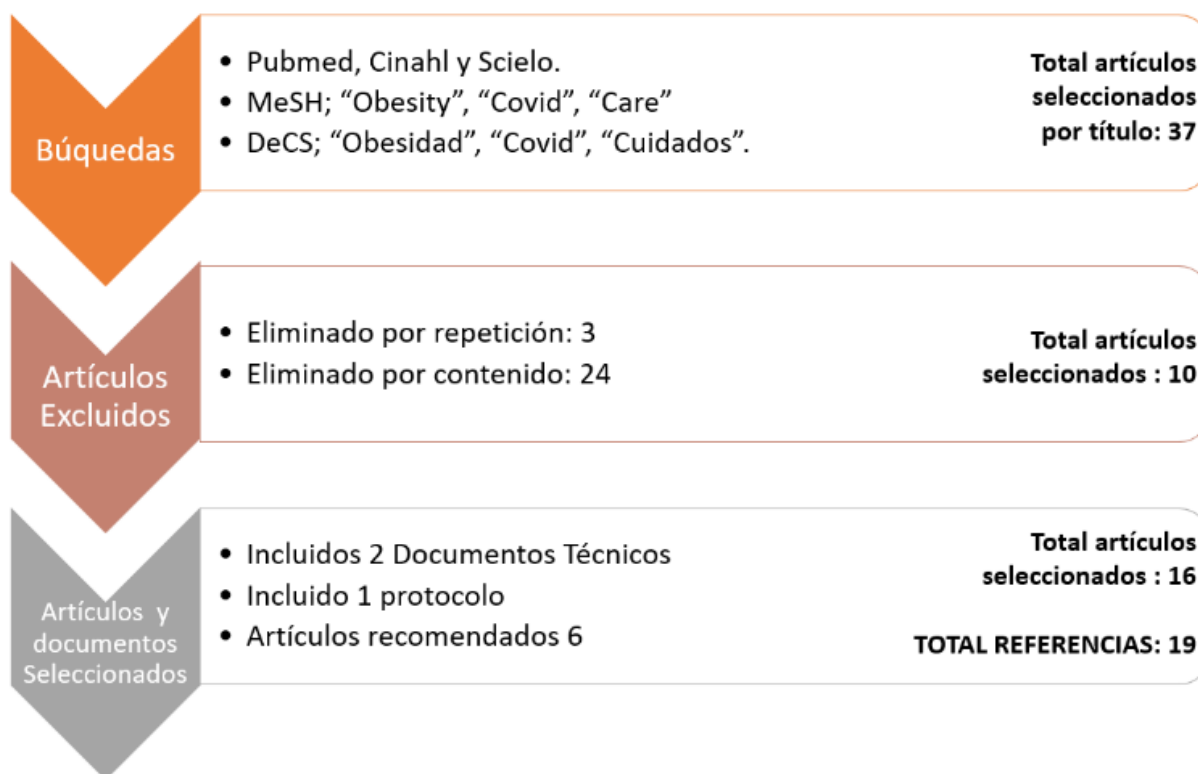 Búquedas
• Pubmed, Cinahl y Scielo.
• MeSH; “Obesity”, “Covid”, “Care”
• DeCS; “Obesidad”, “Covid”, “Cuidados”.
Total artículos
seleccionados
por título: 37
Artículos
Excluidos
• Eliminado por repetición: 3
• Eliminado por contenido: 24
Total artículos
seleccionados : 10
Artículos y
documentos
Seleccionados
• Incluidos 2 Documentos Técnicos
• Incluido 1 protocolo
• Artículos recomendados 6
Total artículos
seleccionados : 16
TOTAL REFERENCIAS: 19